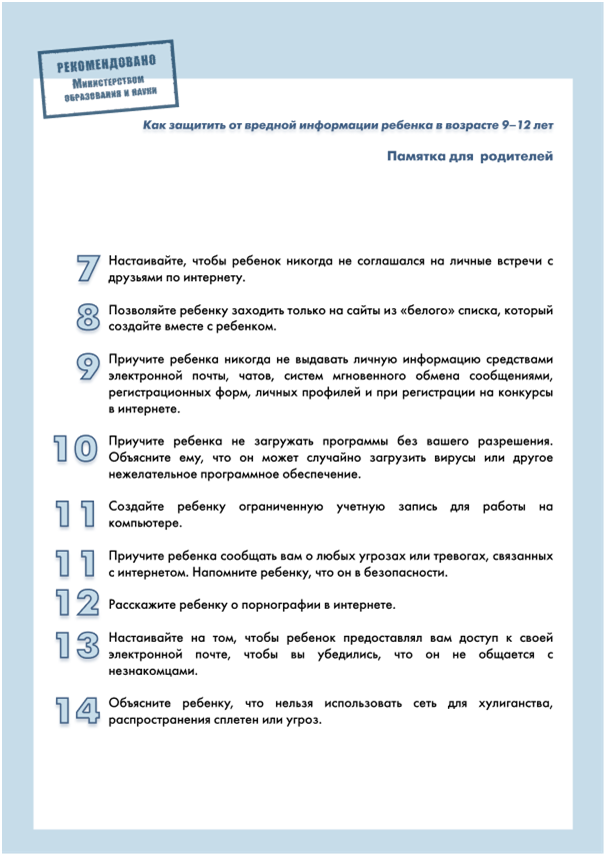 РЕКОМЕНДОВАНО
Министерством
образования и науки
Как защитить от вредной информации ребенка в возрасте 9–12 лет
Памятка для родителей
7 Настаивайте, чтобы ребенок никогда не соглашался на личные встречи с
друзьями по интернету.
8 Позволяйте ребенку заходить только на сайты из «белого» списка, который
создайте вместе с ребенком.
9 Приучите ребенка никогда не выдавать личную информацию средствами
электронной почты, чатов, систем мгновенного обмена сообщениями,
регистрационных форм, личных профилей и при регистрации на конкурсы
в интернете.
10 Приучите ребенка не загружать программы без вашего разрешения.
Объясните ему, что он может случайно загрузить вирусы или другое
нежелательное программное обеспечение.
11 Создайте ребенку ограниченную учетную запись для работы на
компьютере.
11 Приучите ребенка сообщать вам о любых угрозах или тревогах, связанных
с интернетом. Напомните ребенку, что он в безопасности.
12 Расскажите ребенку о порнографии в интернете.
13 Настаивайте на том, чтобы ребенок предоставлял вам доступ к своей
электронной почте, чтобы вы убедились, что он не общается с
незнакомцами.
14 Объясните ребенку, что нельзя использовать сеть для хулиганства,
распространения сплетен или угроз.